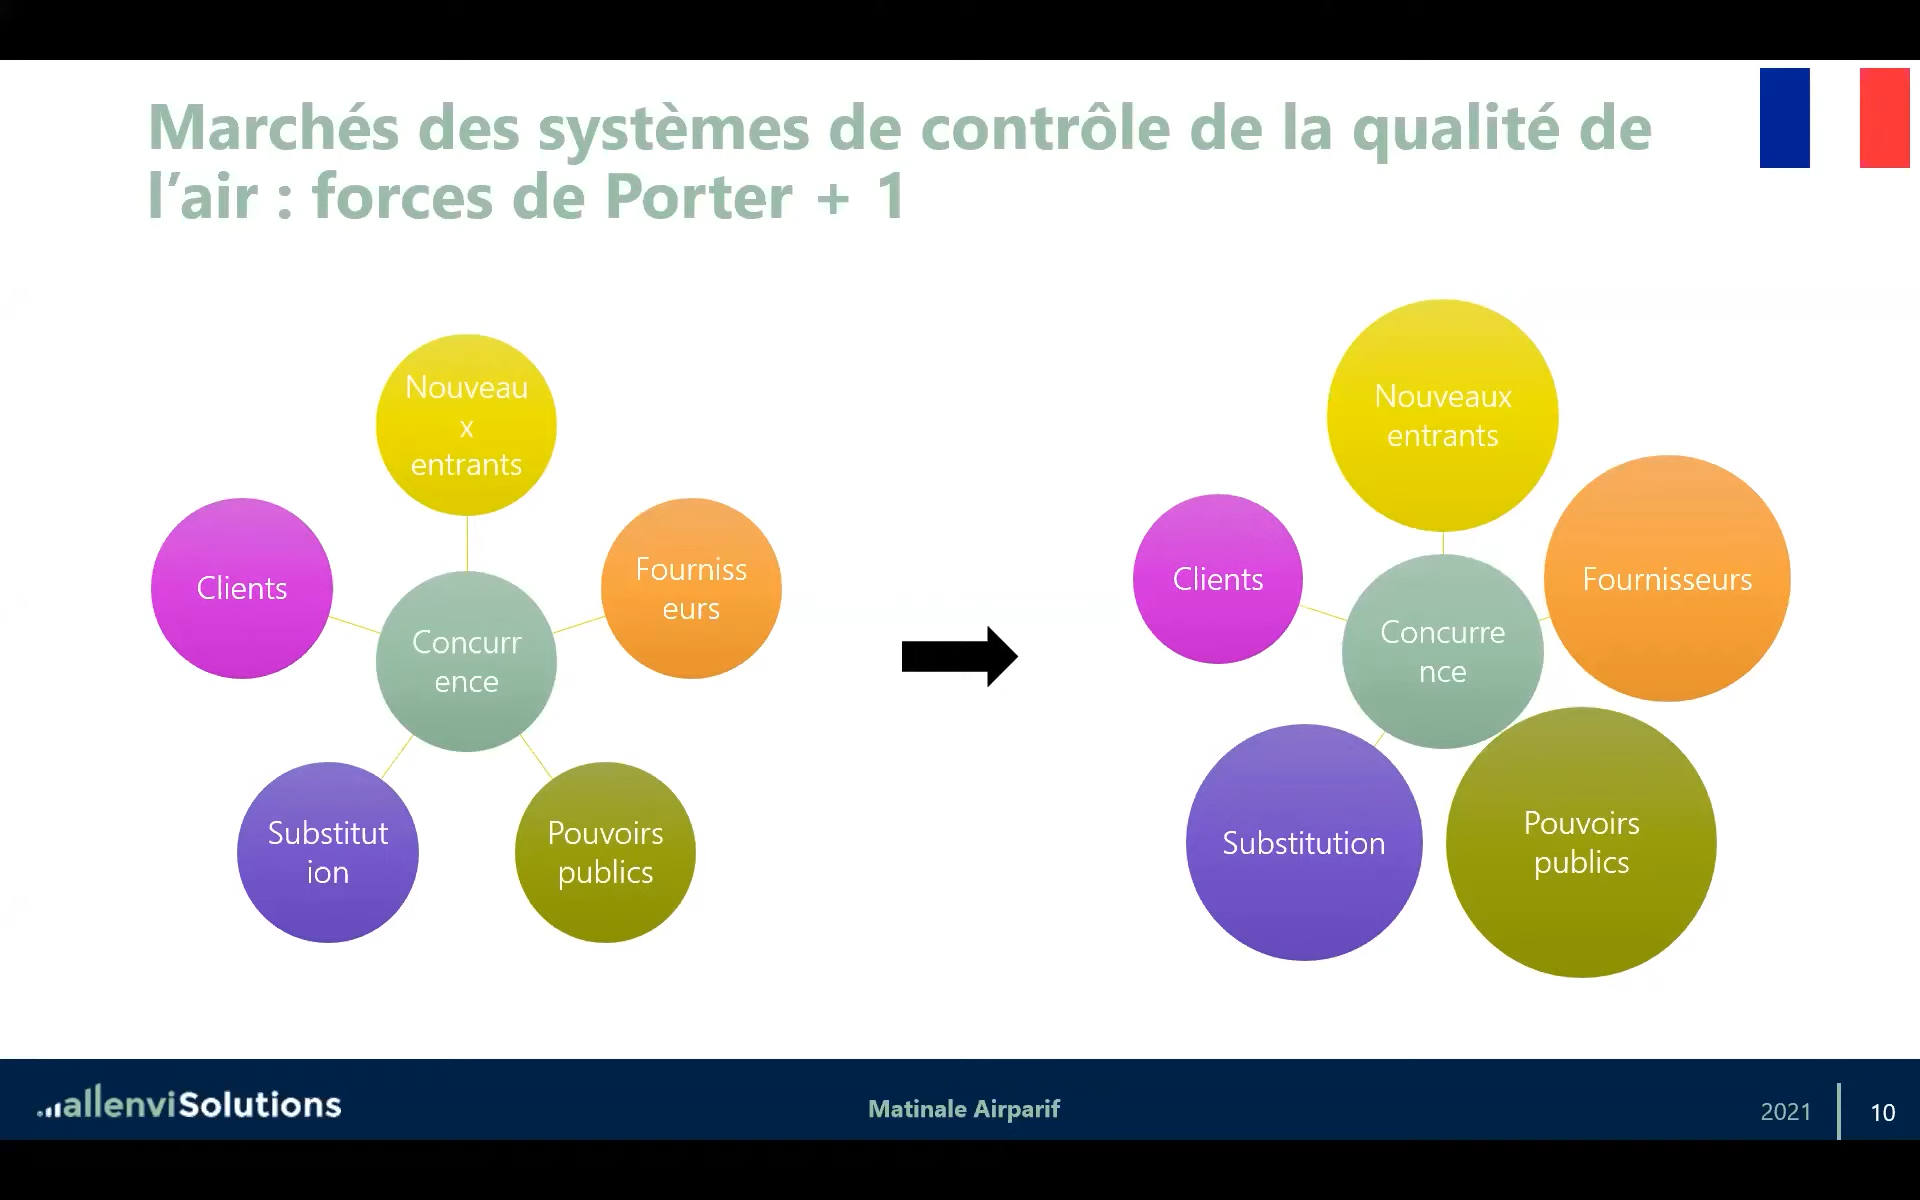 Marchés des systèmes de contrôle de la qualité de
l’air : forces de Porter + 1
Nouveau
x
entrants
Clients
Fourniss
eurs
Concurr
ence
Substitut
ion
Pouvoirs
publics
Nouveaux
entrants
Clients
Fournisseurs
Concurre
nce
Substitution
Pouvoirs
publics
allenviSolutions
Matinale Airparif
2021
10